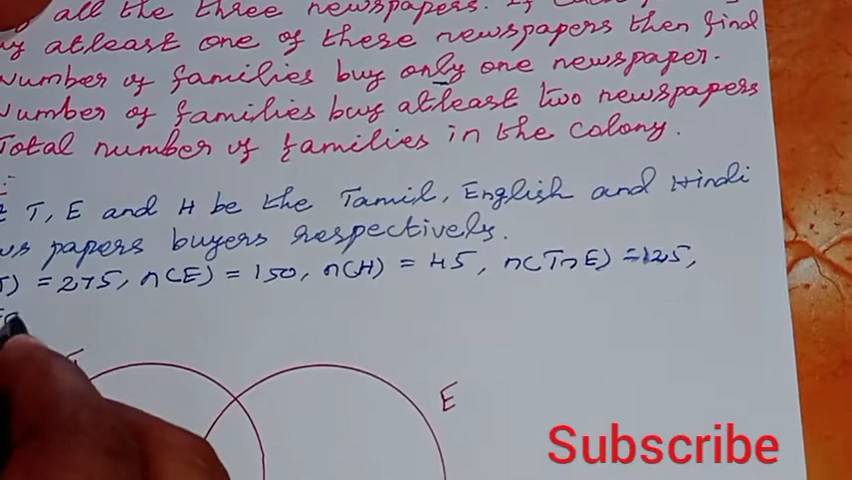 all the three newspapers. If
atleast one of these newspapers then find
Number of families buy only one newspaper.
Number of families buy atleast two newspapers
Total number of families in the colony.
T, E and H be the Tamil, English and Hindi
papers buyers respectively.
) = 275, n(E) = 150, n(H) = 45, n(T∩E) = 125,
E
Subscribe